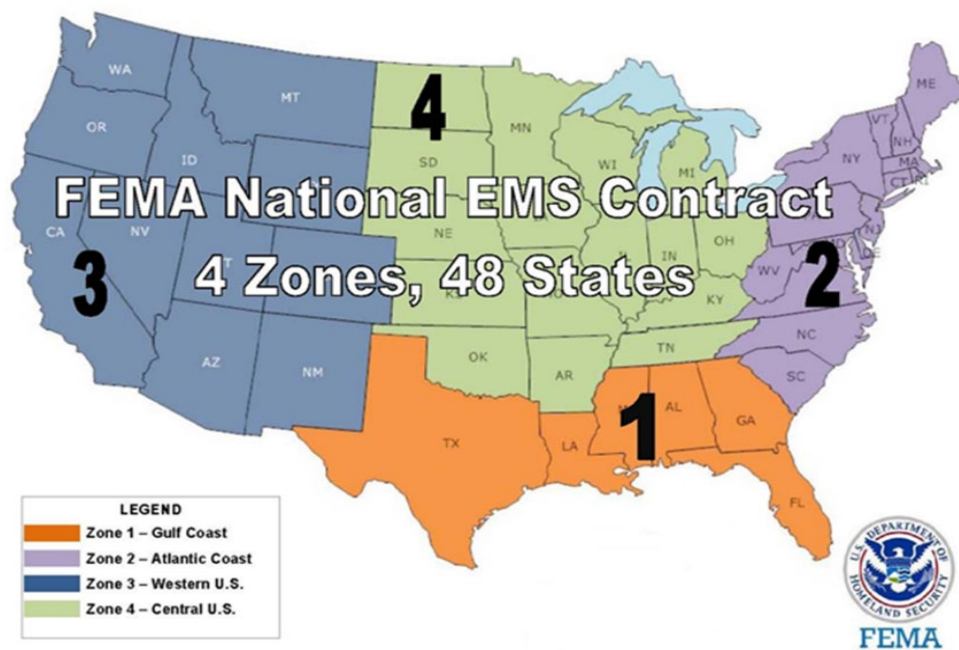 WA
MT
ME
OR
ID
MN
VT
NH
SD
WI
MI
NY
MA
CT
RI
FEMA National EMS Contract
CA
NV
NE
OH
NJ
IL
IN
DE
4 Zones, 48 States
WV
KS
KY
AZ
NM
OK
AR
TN
NC
SC
TX
LA
AL
GA
FL
4
3
2
1
LEGEND
Zone 1 – Gulf Coast
Zone 2 – Atlantic Coast
Zone 3 – Western U.S.
Zone 4 – Central U.S.
U.S. DEPARTMENT OF HOMELAND SECURITY
FEMA